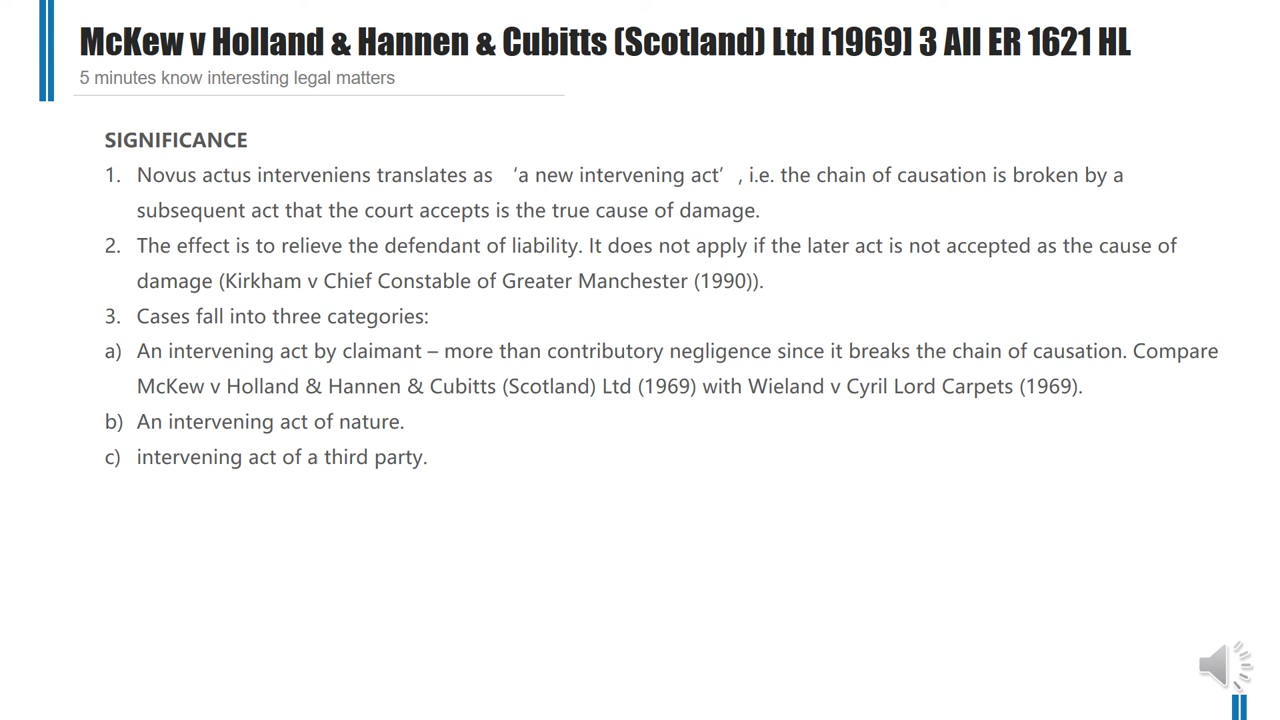 McKew v Holland & Hannen & Cubitts (Scotland) Ltd [1969] 3 All ER 1621 HL
5 minutes know interesting legal matters
SIGNIFICANCE
1. Novus actus interveniens translates as ‘a new intervening act’, i.e. the chain of causation is broken by a
subsequent act that the court accepts is the true cause of damage.
2. The effect is to relieve the defendant of liability. It does not apply if the later act is not accepted as the cause of
damage (Kirkham v Chief Constable of Greater Manchester (1990)).
3. Cases fall into three categories:
a) An intervening act by claimant – more than contributory negligence since it breaks the chain of causation. Compare
McKew v Holland & Hannen & Cubitts (Scotland) Ltd (1969) with Wieland v Cyril Lord Carpets (1969).
b) An intervening act of nature.
c) intervening act of a third party.